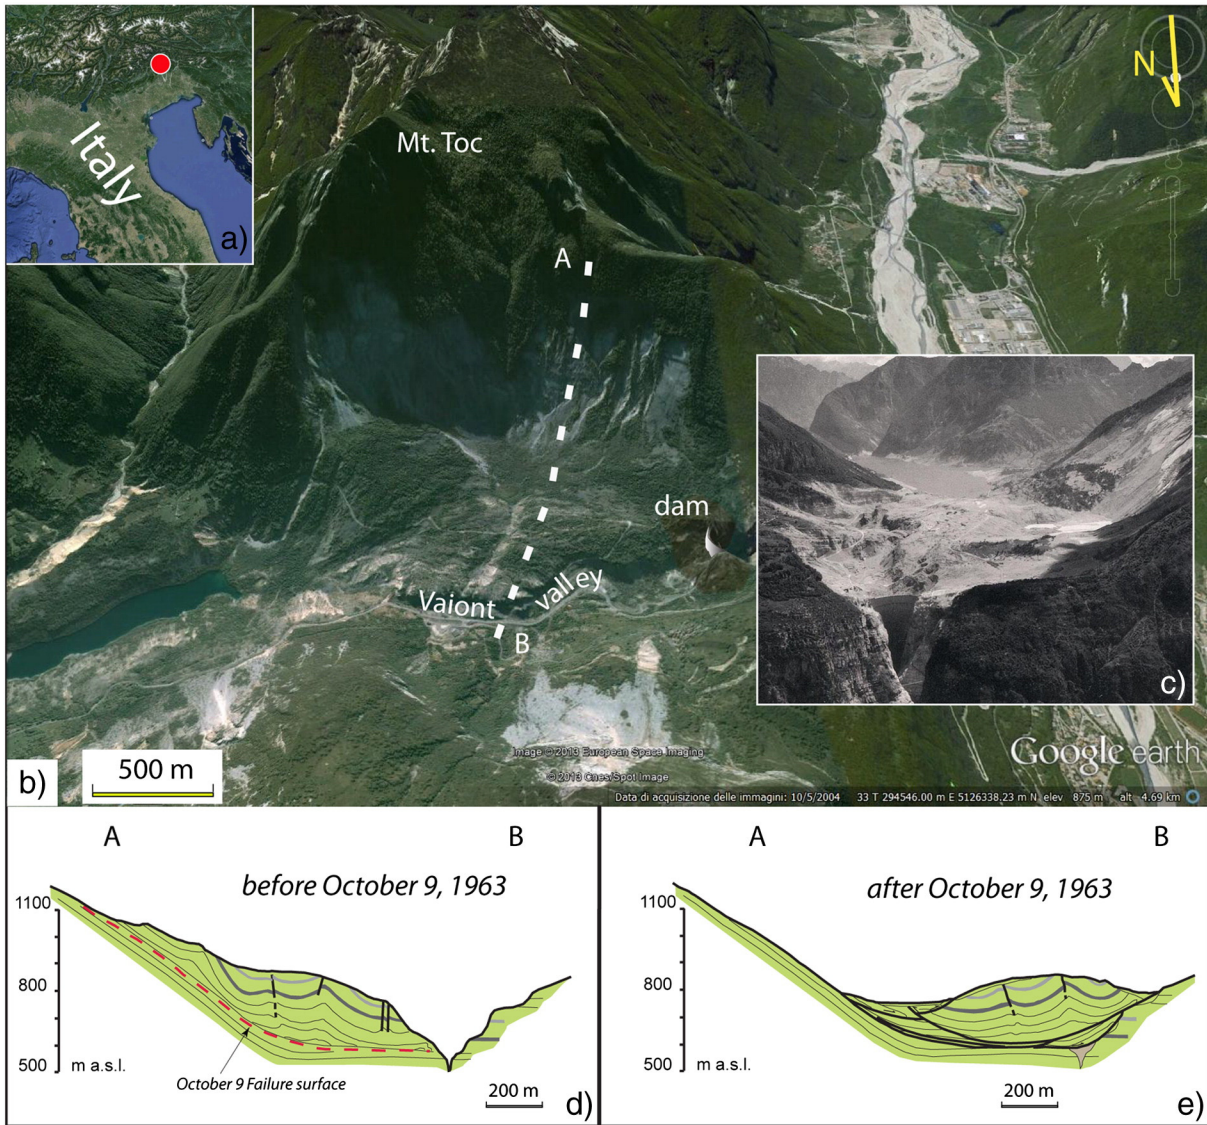 Italy
a)
Mt. Toc
N
A
dam
Vaiont valley
B
c)
Image © 2013 European Space Imaging
© 2013 Cnes/Spot Image
Google earth
b)
500 m
Data di acquisizione delle immagini: 10/5/2004 33 T 294546.00 m E 5126338.23 m N elev 875 m alt 4.69 km
A
B
before October 9, 1963
1100
800
500
m a.s.l.
October 9 Failure surface
200 m
d)
A
B
after October 9, 1963
1100
800
500
m a.s.l.
200 m
e)